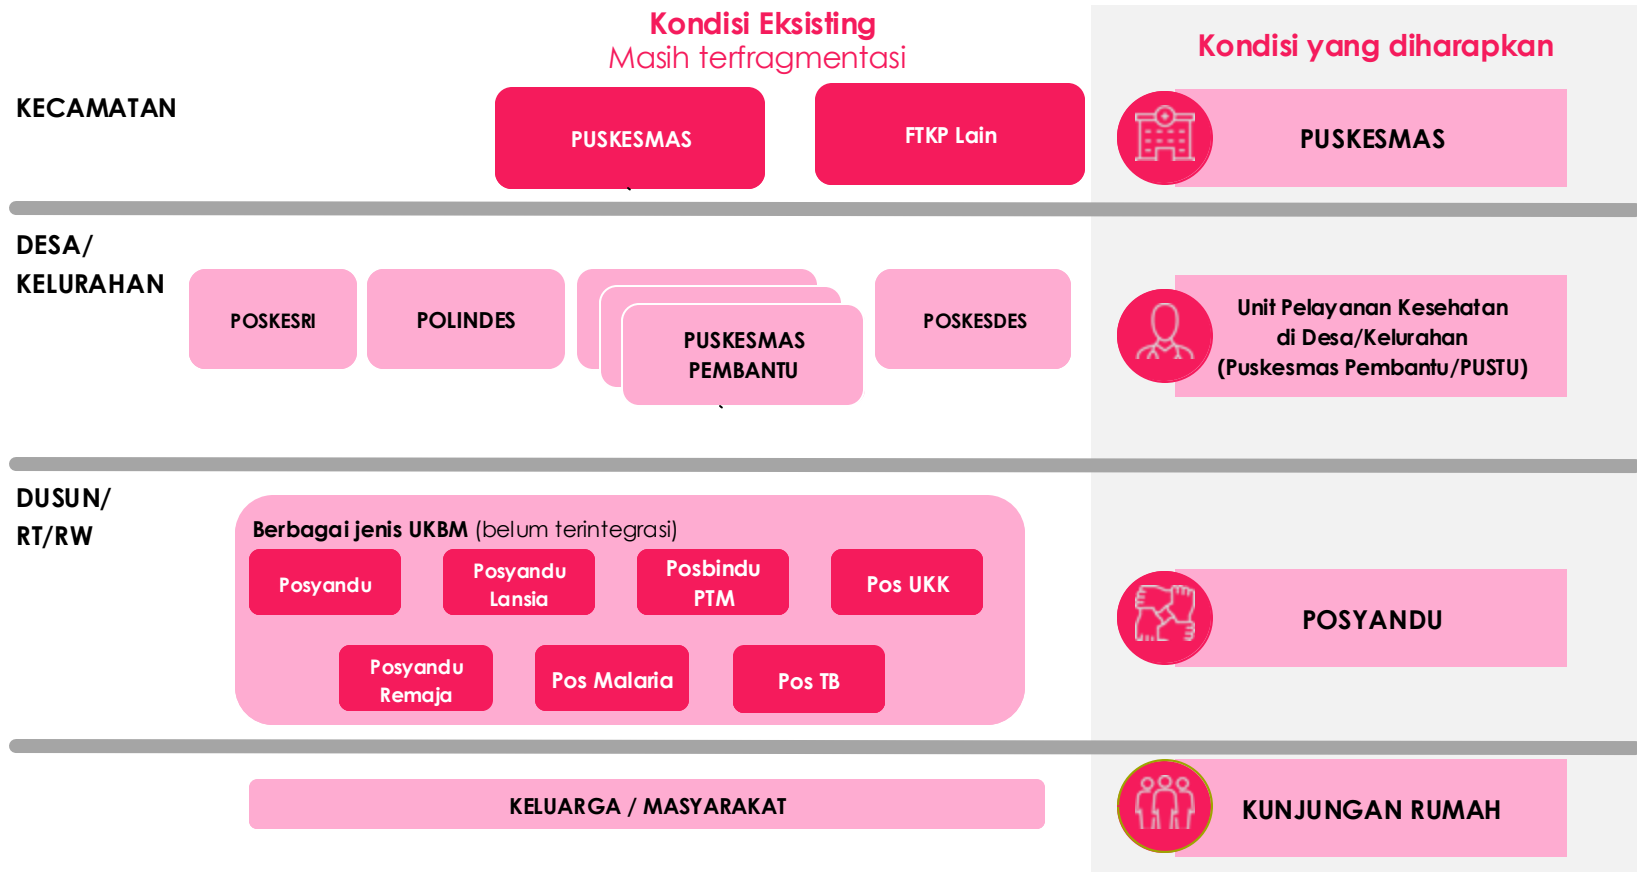 Kondisi Eksisting
Masih terfragmentasi
Kondisi yang diharapkan
KECAMATAN
PUSKESMAS
FTKP Lain
PUSKESMAS
DESA/
KELURAHAN
POSKESRI
POLINDES
PUSKESMAS
PEMBANTU
POSKESDES
Unit Pelayanan Kesehatan
di Desa/Kelurahan
(Puskesmas Pembantu/PUSTU)
DUSUN/
RT/RW
Berbagai jenis UKBM (belum terintegrasi)
Posyandu
Posyandu
Lansia
Posbindu
PTM
Pos UKK
Posyandu
Remaja
Pos Malaria
Pos TB
POSYANDU
KELUARGA / MASYARAKAT
KUNJUNGAN RUMAH